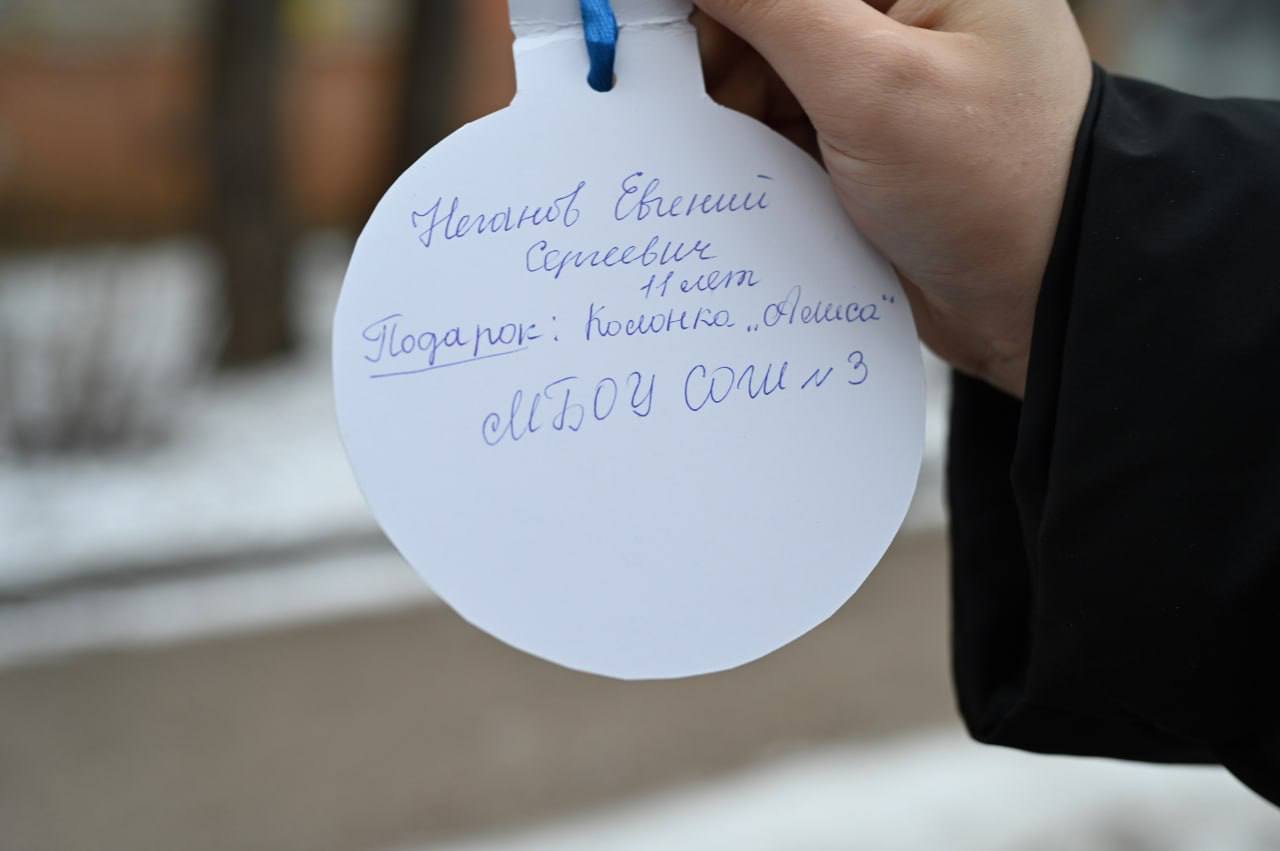 Неганов Евгений
Сергеевич
11 лет
Подарок: Колонка „Алиса“
МБОУ СОШ № 3